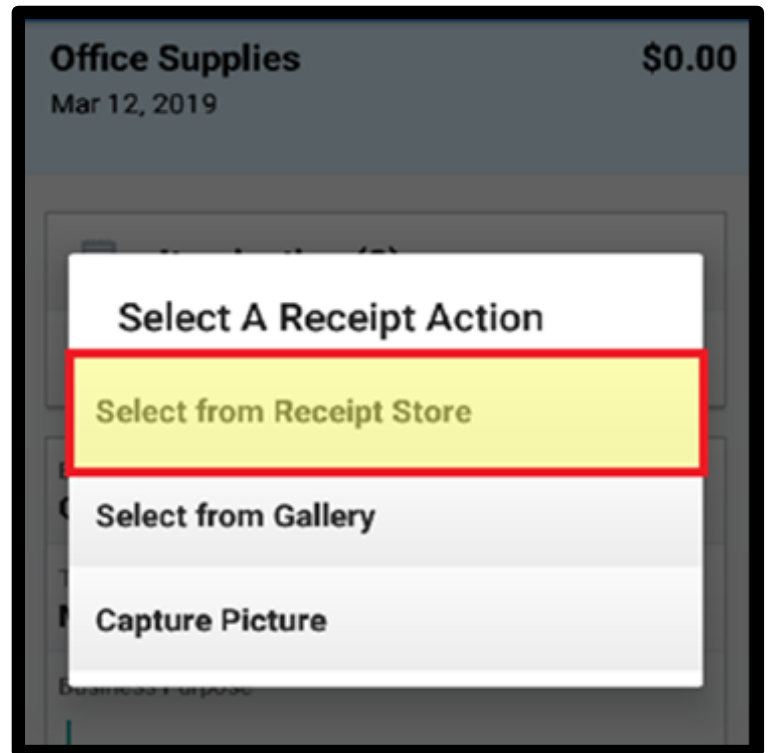 Office Supplies $0.00
Mar 12, 2019
Select A Receipt Action
Select from Receipt Store
Select from Gallery
Capture Picture
Business Purpose